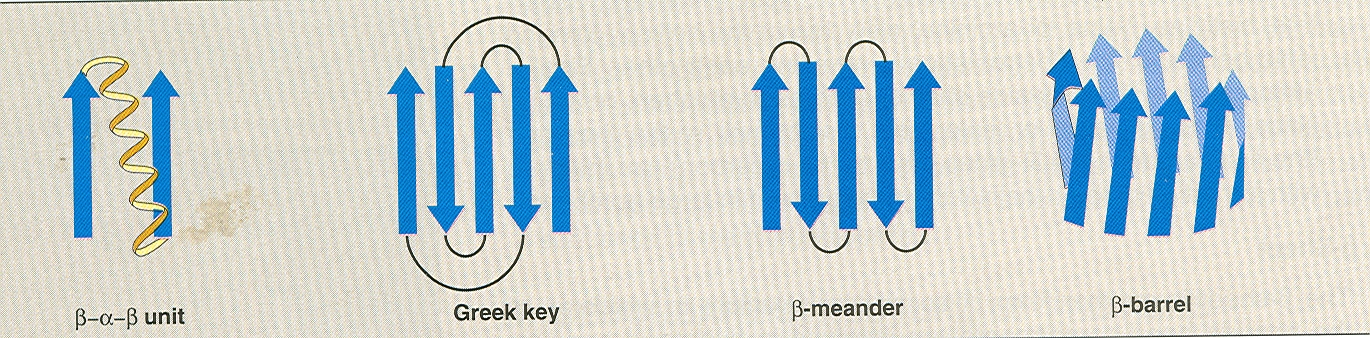 β–α–β unit
Greek key
β-meander
β-barrel